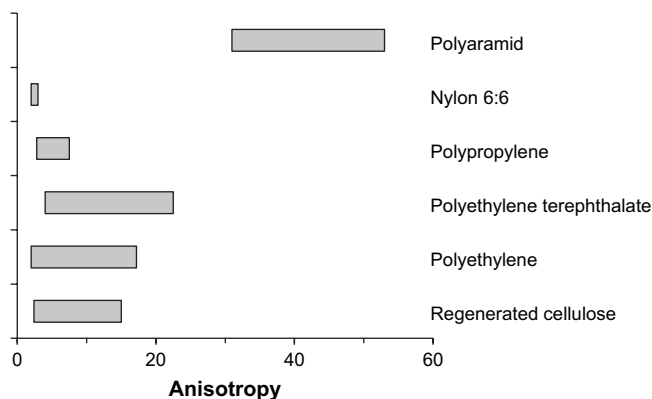 Polyaramid
Nylon 6:6
Polypropylene
Polyethylene terephthalate
Polyethylene
Regenerated cellulose
0 20 40 60
Anisotropy